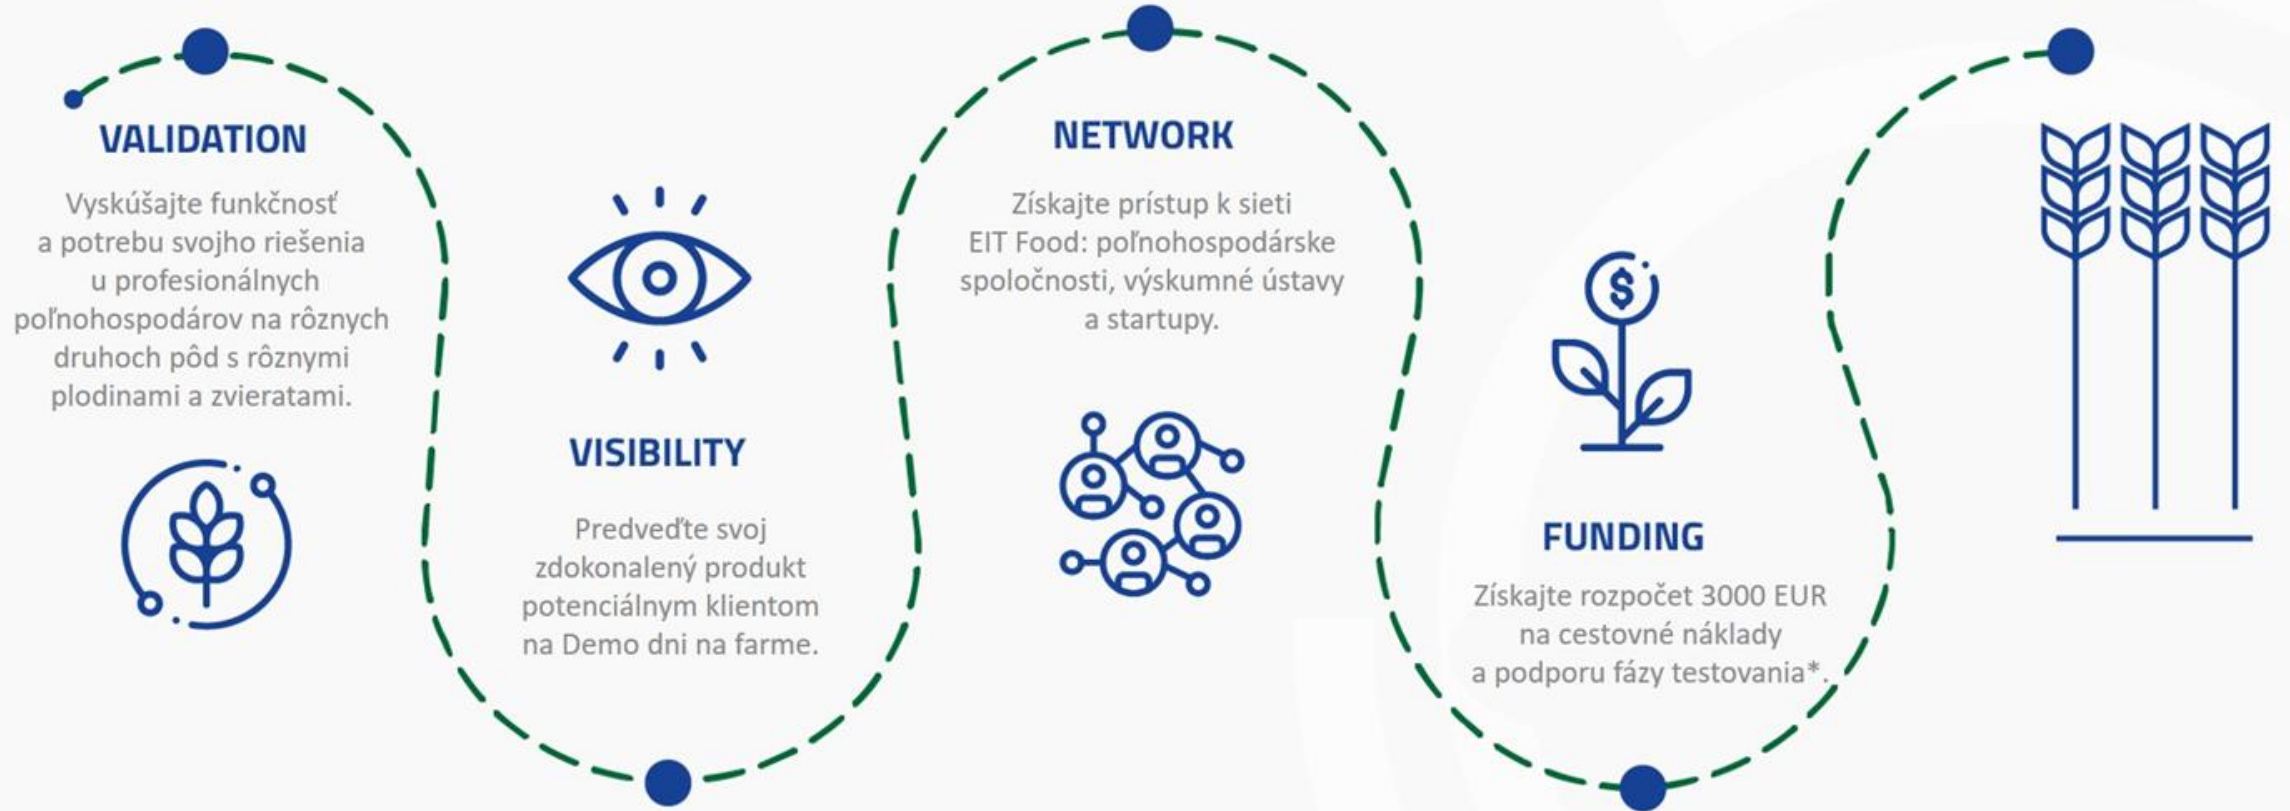 VALIDATION
Vyskúšajte funkčnosť
a potrebu svojho riešenia
u profesionálnych
poľnohospodárov na rôznych
druhoch pôd s rôznymi
plodinami a zvieratami.
VISIBILITY
Predveďte svoj
zdokonalený produkt
potenciálnym klientom
na Demo dni na farme.
NETWORK
Získajte prístup k sieti
EIT Food: poľnohospodárske
spoločnosti, výskumné ústavy
a startupy.
$
FUNDING
Získajte rozpočet 3000 EUR
na cestovné náklady
a podporu fázy testovania*.